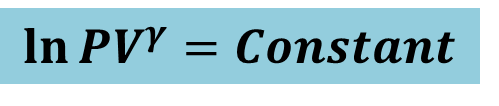 ln PV^γ = Constant